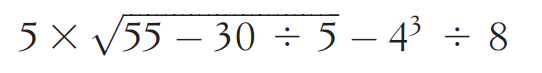 5 × √(55 − 30 ÷ 5) − 4³ ÷ 8